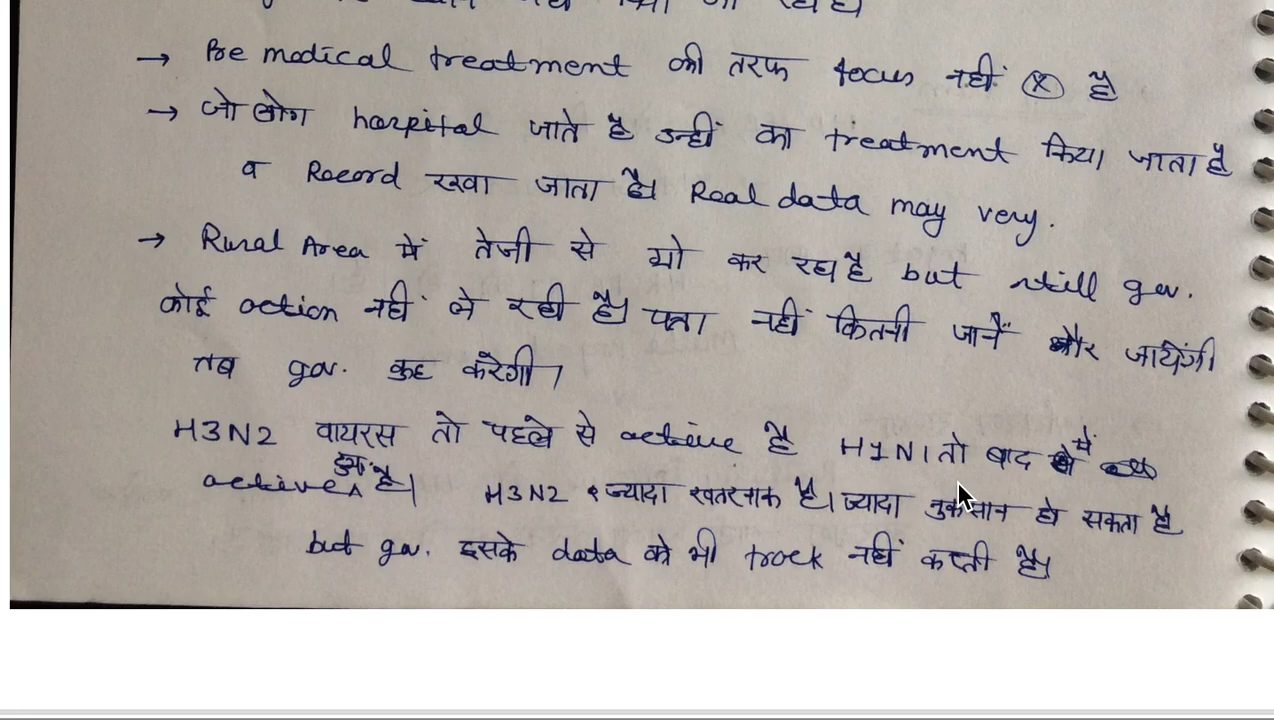 → Pre medical treatment की तरफ focus नहीं ⓧ है
→ जो लोग hospital जाते है उन्हीं का treatment किया जाता है
व Record रखा जाता है। Real data may very.
→ Rural Area में तेजी से ग्रो कर रहा है but still gov.
कोई action नहीं ले रही है। पता नहीं कितनी जानें और जायेंगी
तब gov. कुछ करेगी।
H3N2 वायरस तो पहले से active है H1N1 तो बाद में
active हुआ है। H3N2 ज्यादा खतरनाक है। ज्यादा नुकसान हो सकता है
but gov. इसके data को भी track नहीं करती है।